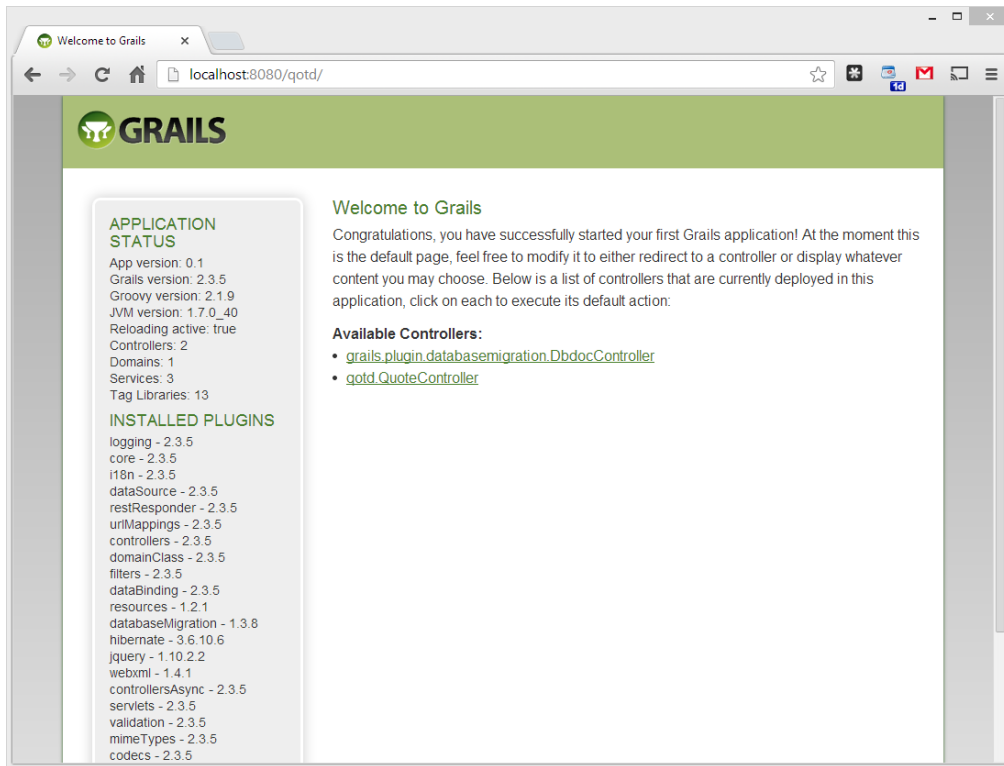 Welcome to Grails
localhost:8080/qotd/
1d
GRAILS
APPLICATION
STATUS
App version: 0.1
Grails version: 2.3.5
Groovy version: 2.1.9
JVM version: 1.7.0_40
Reloading active: true
Controllers: 2
Domains: 1
Services: 3
Tag Libraries: 13
INSTALLED PLUGINS
logging - 2.3.5
core - 2.3.5
i18n - 2.3.5
dataSource - 2.3.5
restResponder - 2.3.5
urlMappings - 2.3.5
controllers - 2.3.5
domainClass - 2.3.5
filters - 2.3.5
dataBinding - 2.3.5
resources - 1.2.1
databaseMigration - 1.3.8
hibernate - 3.6.10.6
jquery - 1.10.2.2
webxml - 1.4.1
controllersAsync - 2.3.5
servlets - 2.3.5
validation - 2.3.5
mimeTypes - 2.3.5
codecs - 2.3.5
Welcome to Grails
Congratulations, you have successfully started your first Grails application! At the moment this
is the default page, feel free to modify it to either redirect to a controller or display whatever
content you may choose. Below is a list of controllers that are currently deployed in this
application, click on each to execute its default action:
Available Controllers:
• grails.plugin.databasemigration.DbdocController
• qotd.QuoteController